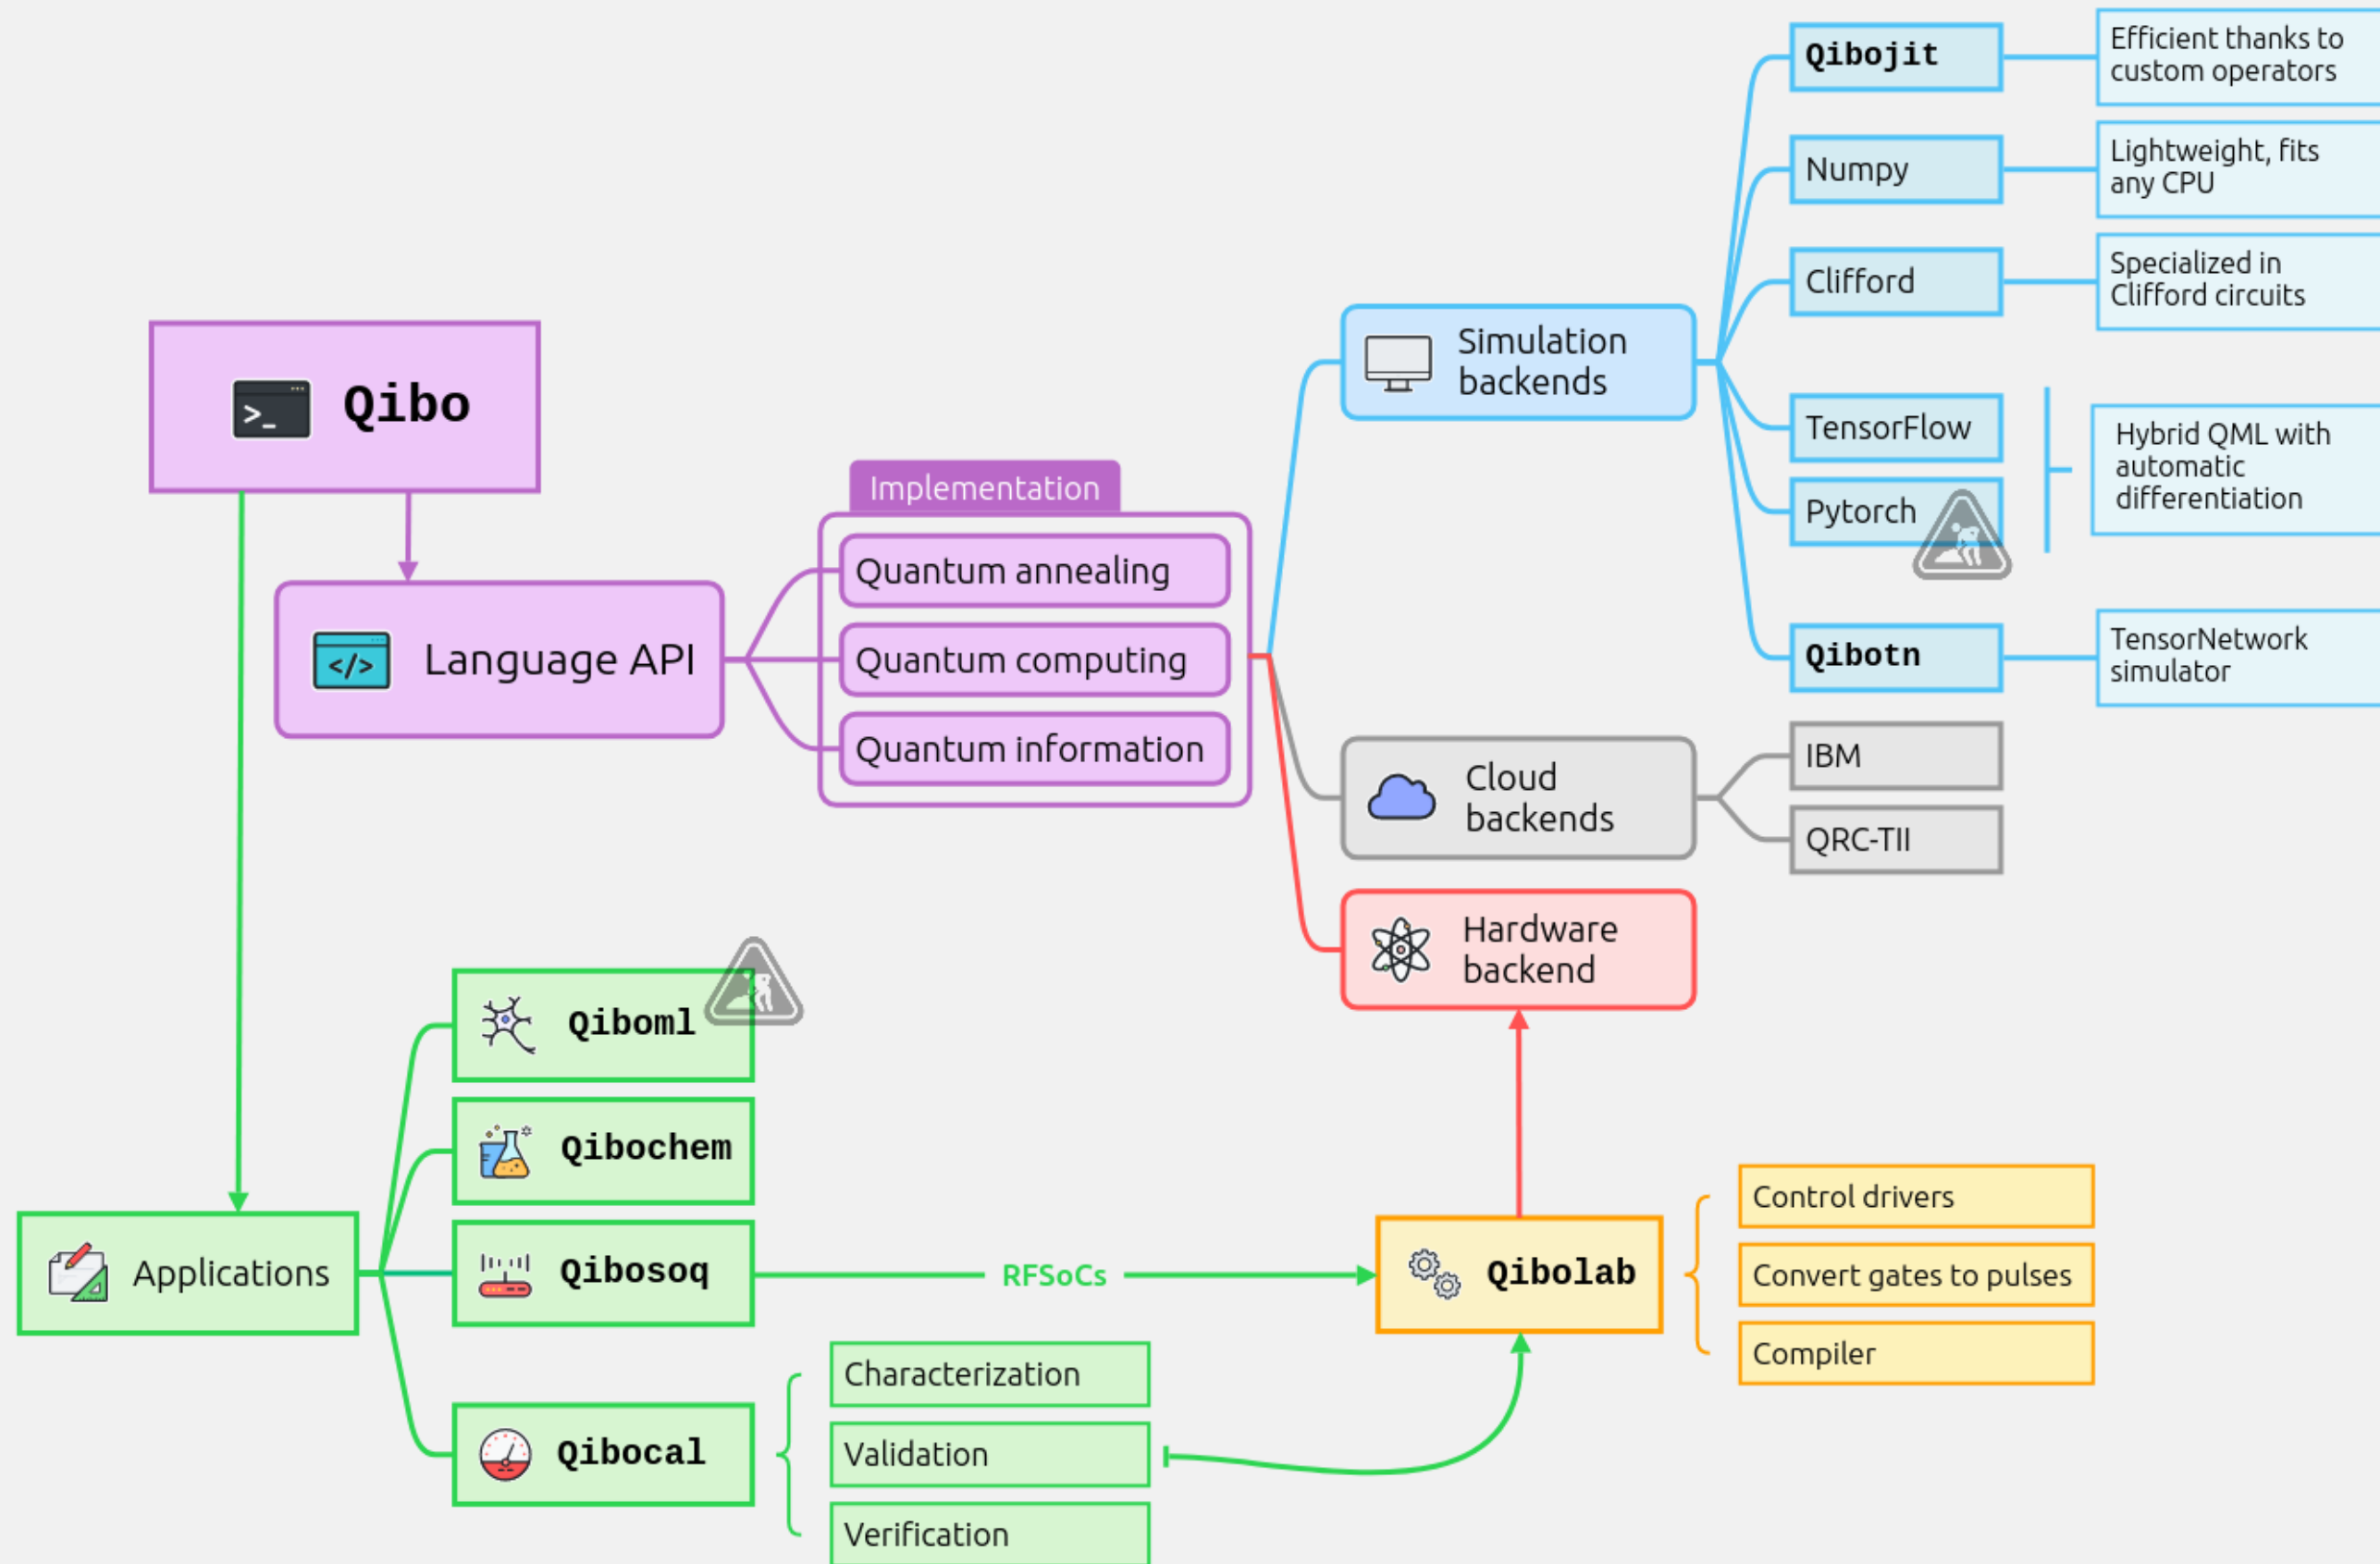 Qibo
Language API
Implementation
Quantum annealing
Quantum computing
Quantum information
Simulation
backends
Qibojit
Efficient thanks to
custom operators
Numpy
Lightweight, fits
any CPU
Clifford
Specialized in
Clifford circuits
TensorFlow
Pytorch
Hybrid QML with
automatic
differentiation
Qibotn
TensorNetwork
simulator
Cloud
backends
IBM
QRC-TII
Hardware
backend
Applications
Qiboml
Qibochem
Qibosoq
RFSoCs
Qibolab
Control drivers
Convert gates to pulses
Compiler
Qibocal
Characterization
Validation
Verification